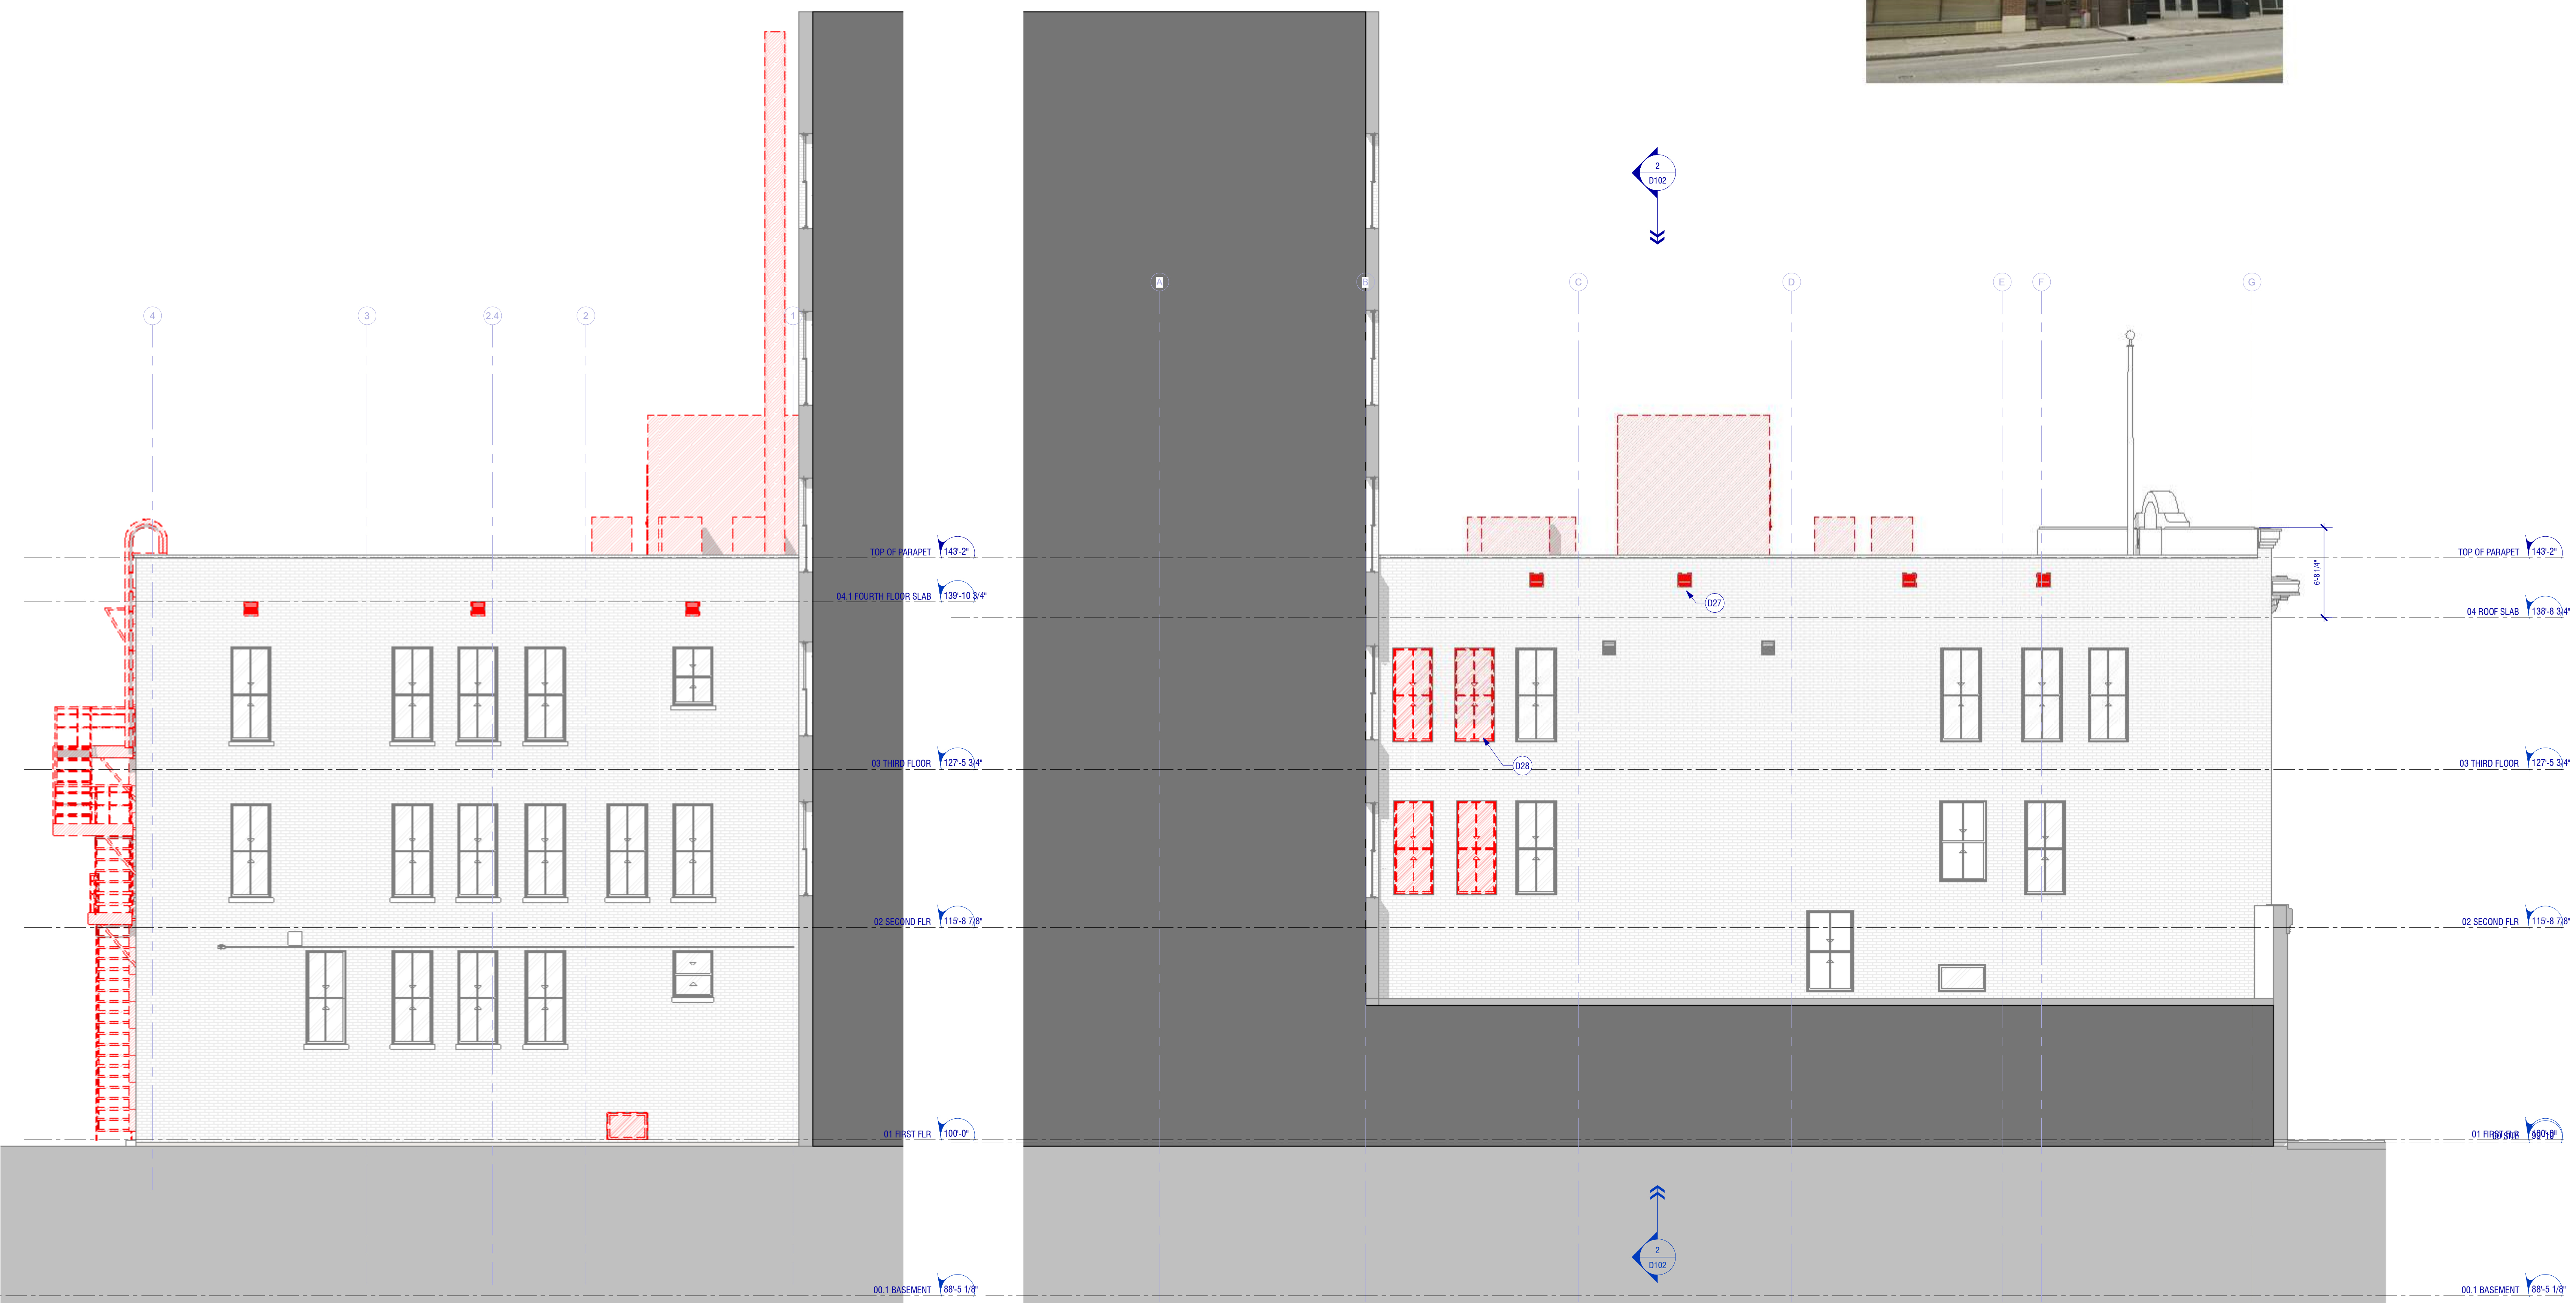 2
D102
A
B
C
D
E
F
G
4
3
2.4
2
1
TOP OF PARAPET 143'-2"
TOP OF PARAPET 143'-2"
6'-8 1/4"
04.1 FOURTH FLOOR SLAB 139'-10 3/4"
D27
04 ROOF SLAB 138'-8 3/4"
03 THIRD FLOOR 127'-5 3/4"
D28
03 THIRD FLOOR 127'-5 3/4"
02 SECOND FLR 115'-8 7/8"
02 SECOND FLR 115'-8 7/8"
01 FIRST FLR 100'-0"
01 FIRST FLR
2
D102
00.1 BASEMENT 88'-5 1/8"
00.1 BASEMENT 88'-5 1/8"